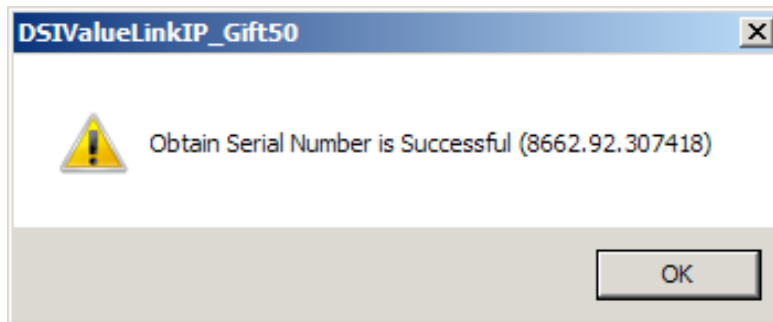 DSIValueLinkIP_Gift50
Obtain Serial Number is Successful (8662.92.307418)
OK